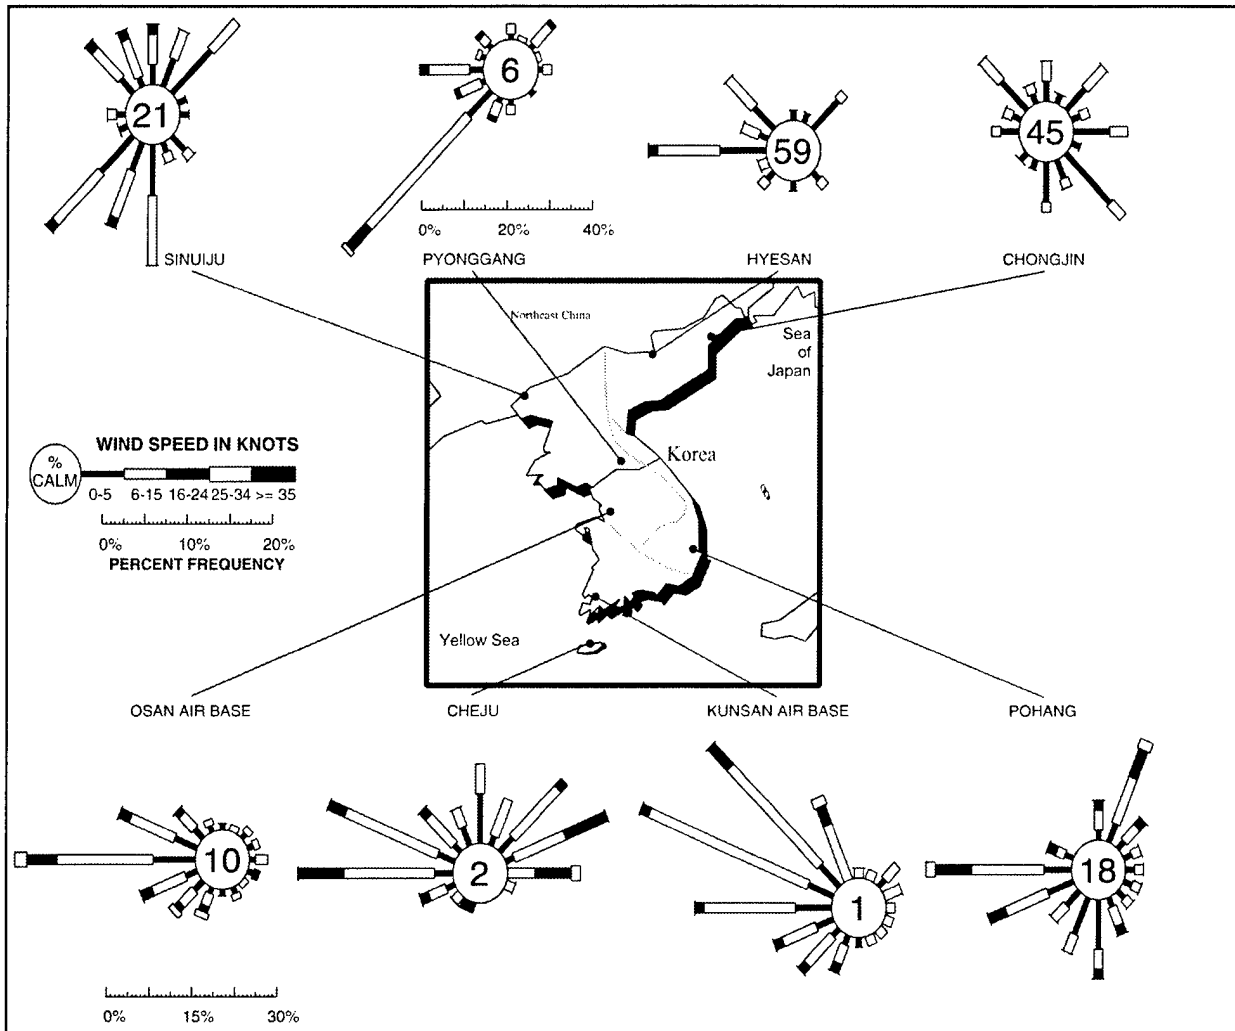 21
6
59
45
0% 20% 40%
SINUIJU
PYONGGANG
HYESAN
CHONGJIN
Northeast China
Sea
of
Japan
Korea
Yellow Sea
WIND SPEED IN KNOTS
%
CALM
0-5 6-15 16-24 25-34 >= 35
0% 10% 20%
PERCENT FREQUENCY
OSAN AIR BASE
CHEJU
KUNSAN AIR BASE
POHANG
10
2
1
18
0% 15% 30%